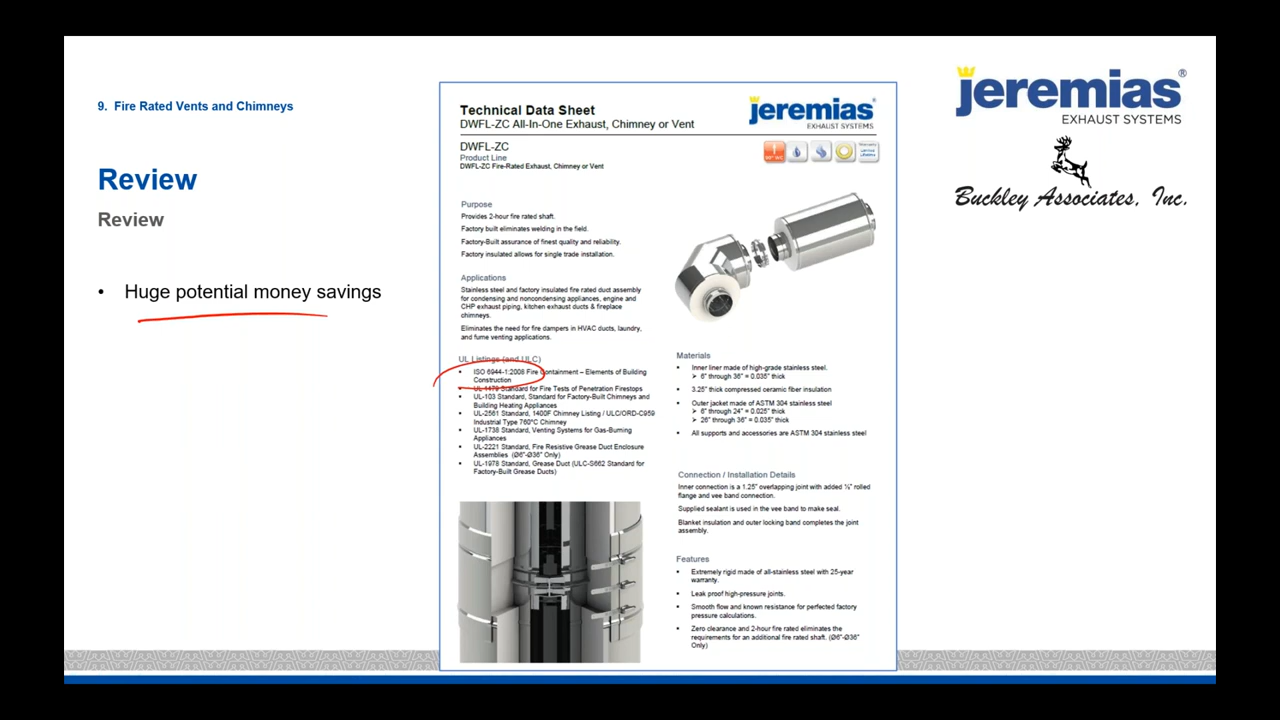 9. Fire Rated Vents and Chimneys
Review
Review
• Huge potential money savings
Technical Data Sheet
DWFL-ZC All-In-One Exhaust, Chimney or Vent
jeremias®
EXHAUST SYSTEMS
DWFL-ZC
Product Line
DWFL-ZC Fire-Rated Exhaust, Chimney or Vent
Purpose
Provides 2-hour fire rated shaft.
Factory built eliminates welding in the field.
Factory-Built assurance of finest quality and reliability.
Factory insulated allows for single trade installation.
Applications
Stainless steel and factory insulated fire rated duct assembly
for condensing and noncondensing appliances, engine and
CHP exhaust piping, kitchen exhaust ducts & fireplace
chimneys.
Eliminates the need for fire dampers in HVAC ducts, laundry,
and fume venting applications.
UL Listings (and ULC)
• ISO 6944-1:2008 Fire Containment – Elements of Building
Construction
• UL-1479 Standard for Fire Tests of Penetration Firestops
• UL-103 Standard, Standard for Factory-Built Chimneys and
Building Heating Appliances
• UL-2561 Standard, 1400F Chimney Listing / ULC/ORD-C959
Industrial Type 760°C Chimney
• UL-1738 Standard, Venting Systems for Gas-Burning
Appliances
• UL-2221 Standard, Fire Resistive Grease Duct Enclosure
Assemblies (Ø6"-Ø36" Only)
• UL-1978 Standard, Grease Duct (ULC-S662 Standard for
Factory-Built Grease Ducts)
Materials
• Inner liner made of high-grade stainless steel.
➢ 6" through 36" = 0.035" thick
• 3.25" thick compressed ceramic fiber insulation
• Outer jacket made of ASTM 304 stainless steel
➢ 6" through 24" = 0.025" thick
➢ 26" through 36" = 0.035" thick
• All supports and accessories are ASTM 304 stainless steel
Connection / Installation Details
Inner connection is a 1.25" overlapping joint with added ½" rolled
flange and vee band connection.
Supplied sealant is used in the vee band to make seal.
Blanket insulation and outer locking band completes the joint
assembly.
Features
• Extremely rigid made of all-stainless steel with 25-year
warranty.
• Leak proof high-pressure joints.
• Smooth flow and known resistance for perfected factory
pressure calculations.
• Zero clearance and 2-hour fire rated eliminates the
requirements for an additional fire rated shaft. (Ø6"-Ø36"
Only)
jeremias®
EXHAUST SYSTEMS
Buckley Associates, Inc.